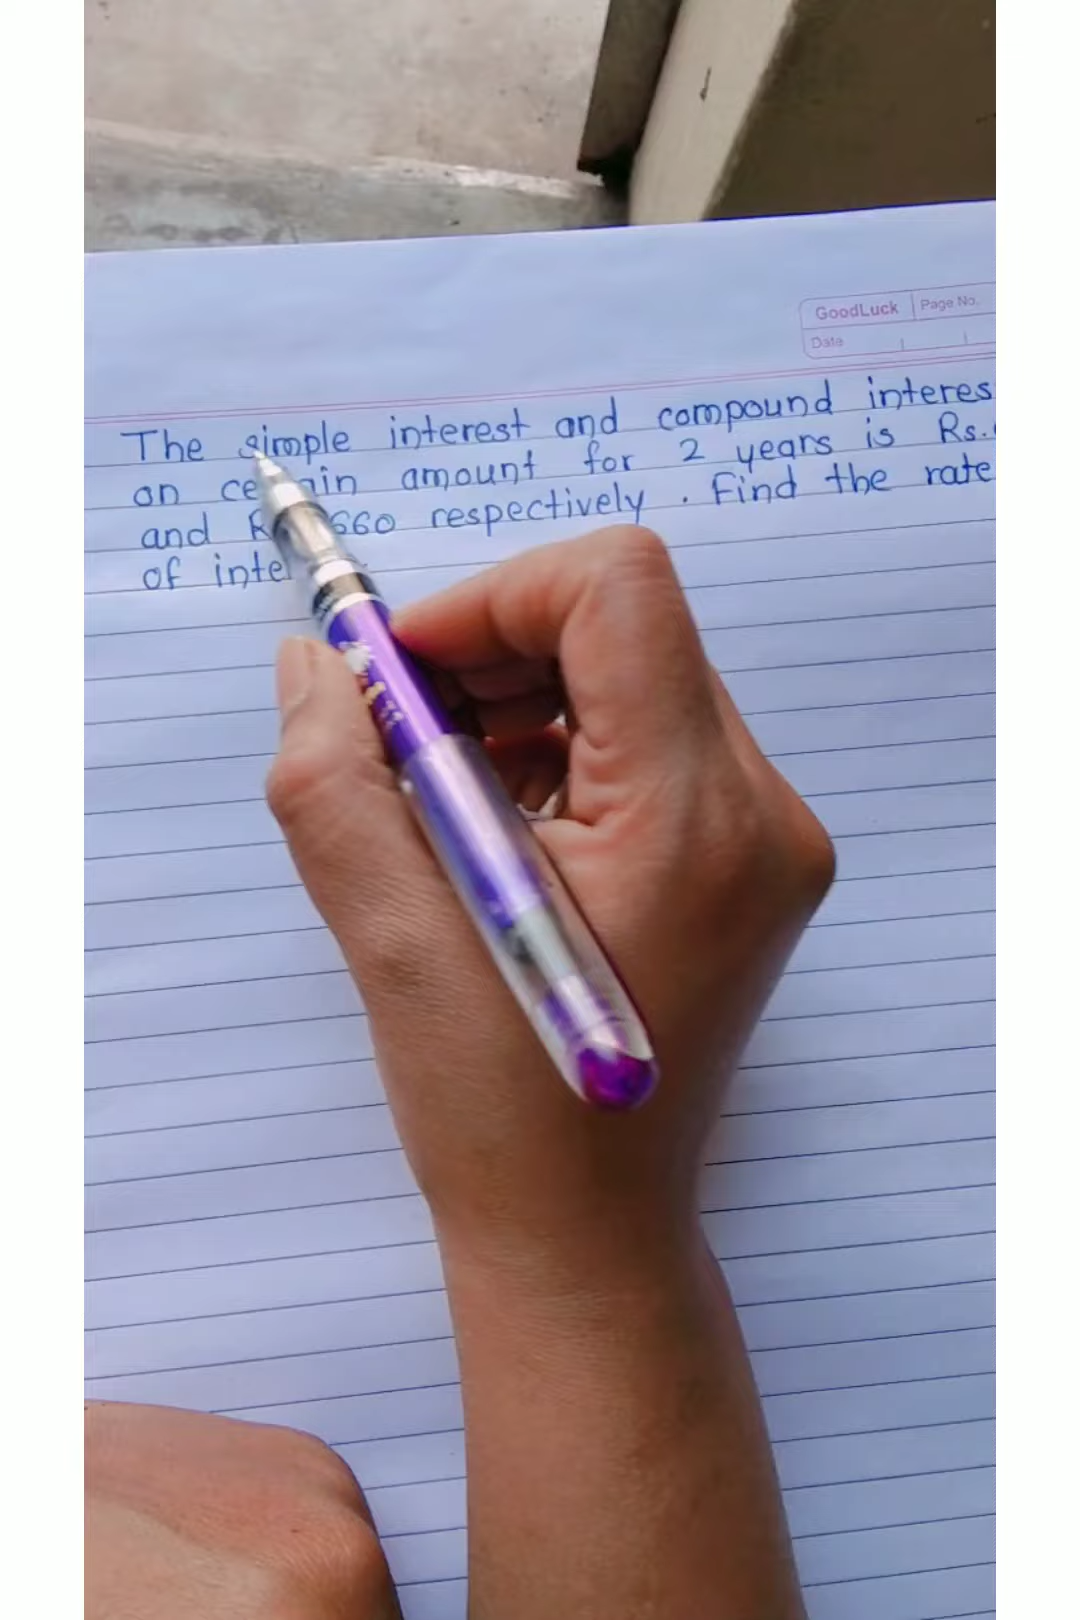 GoodLuck Page No.
Date
The simple interest and compound interes
on ce in amount for 2 years is Rs.
and R 660 respectively. Find the rate
of inte